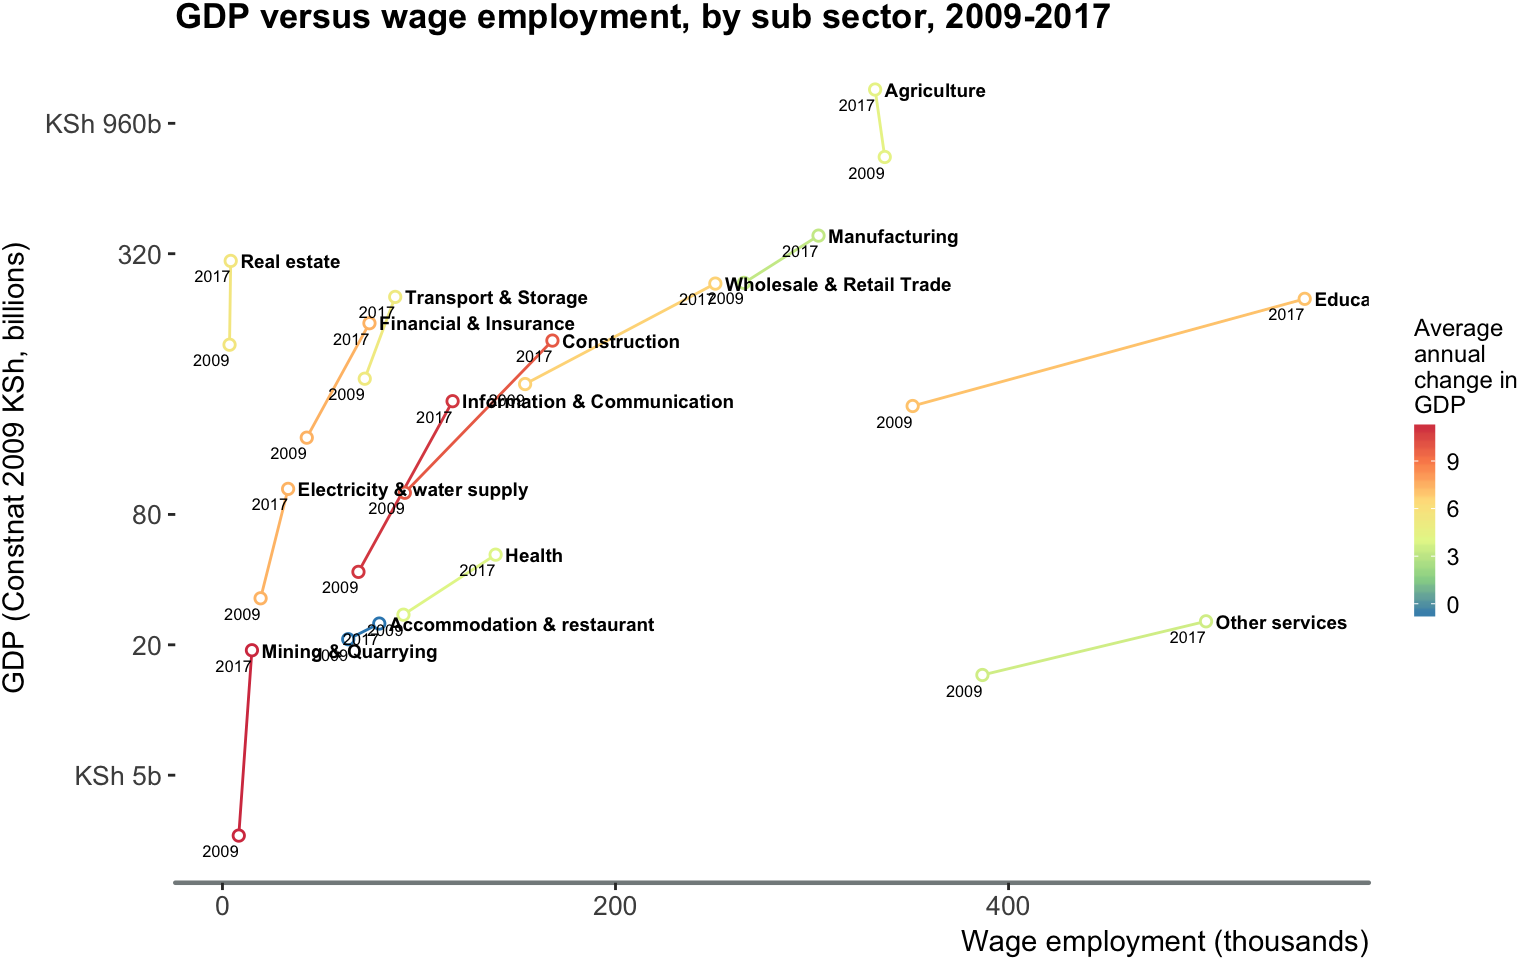 GDP versus wage employment, by sub sector, 2009-2017
GDP (Constnat 2009 KSh, billions)
KSh 960b
320
80
20
KSh 5b
Agriculture
2017
2009
Manufacturing
2017
Real estate
2017
2009
Wholesale & Retail Trade
2017
2009
Transport & Storage
2017
Educa
2017
Financial & Insurance
2017
Construction
2017
2009
2009
Information & Communication
2009
2017
2009
2009
Electricity & water supply
2017
2009
Health
2017
2009
2009
Accommodation & restaurant
2009
2017
Other services
2017
Mining & Quarrying
2009
2017
2009
2009
0
200
400
Wage employment (thousands)
Average
annual
change in
GDP
9
6
3
0